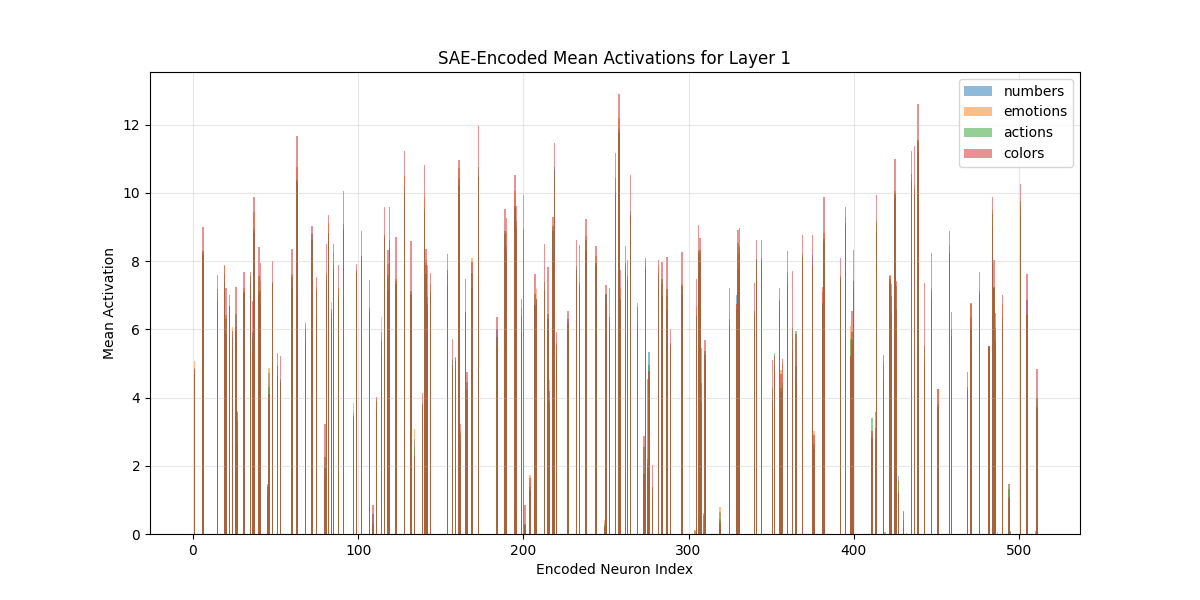 SAE-Encoded Mean Activations for Layer 1
numbers
emotions
actions
colors
Mean Activation
12
10
8
6
4
2
0
0 100 200 300 400 500
Encoded Neuron Index